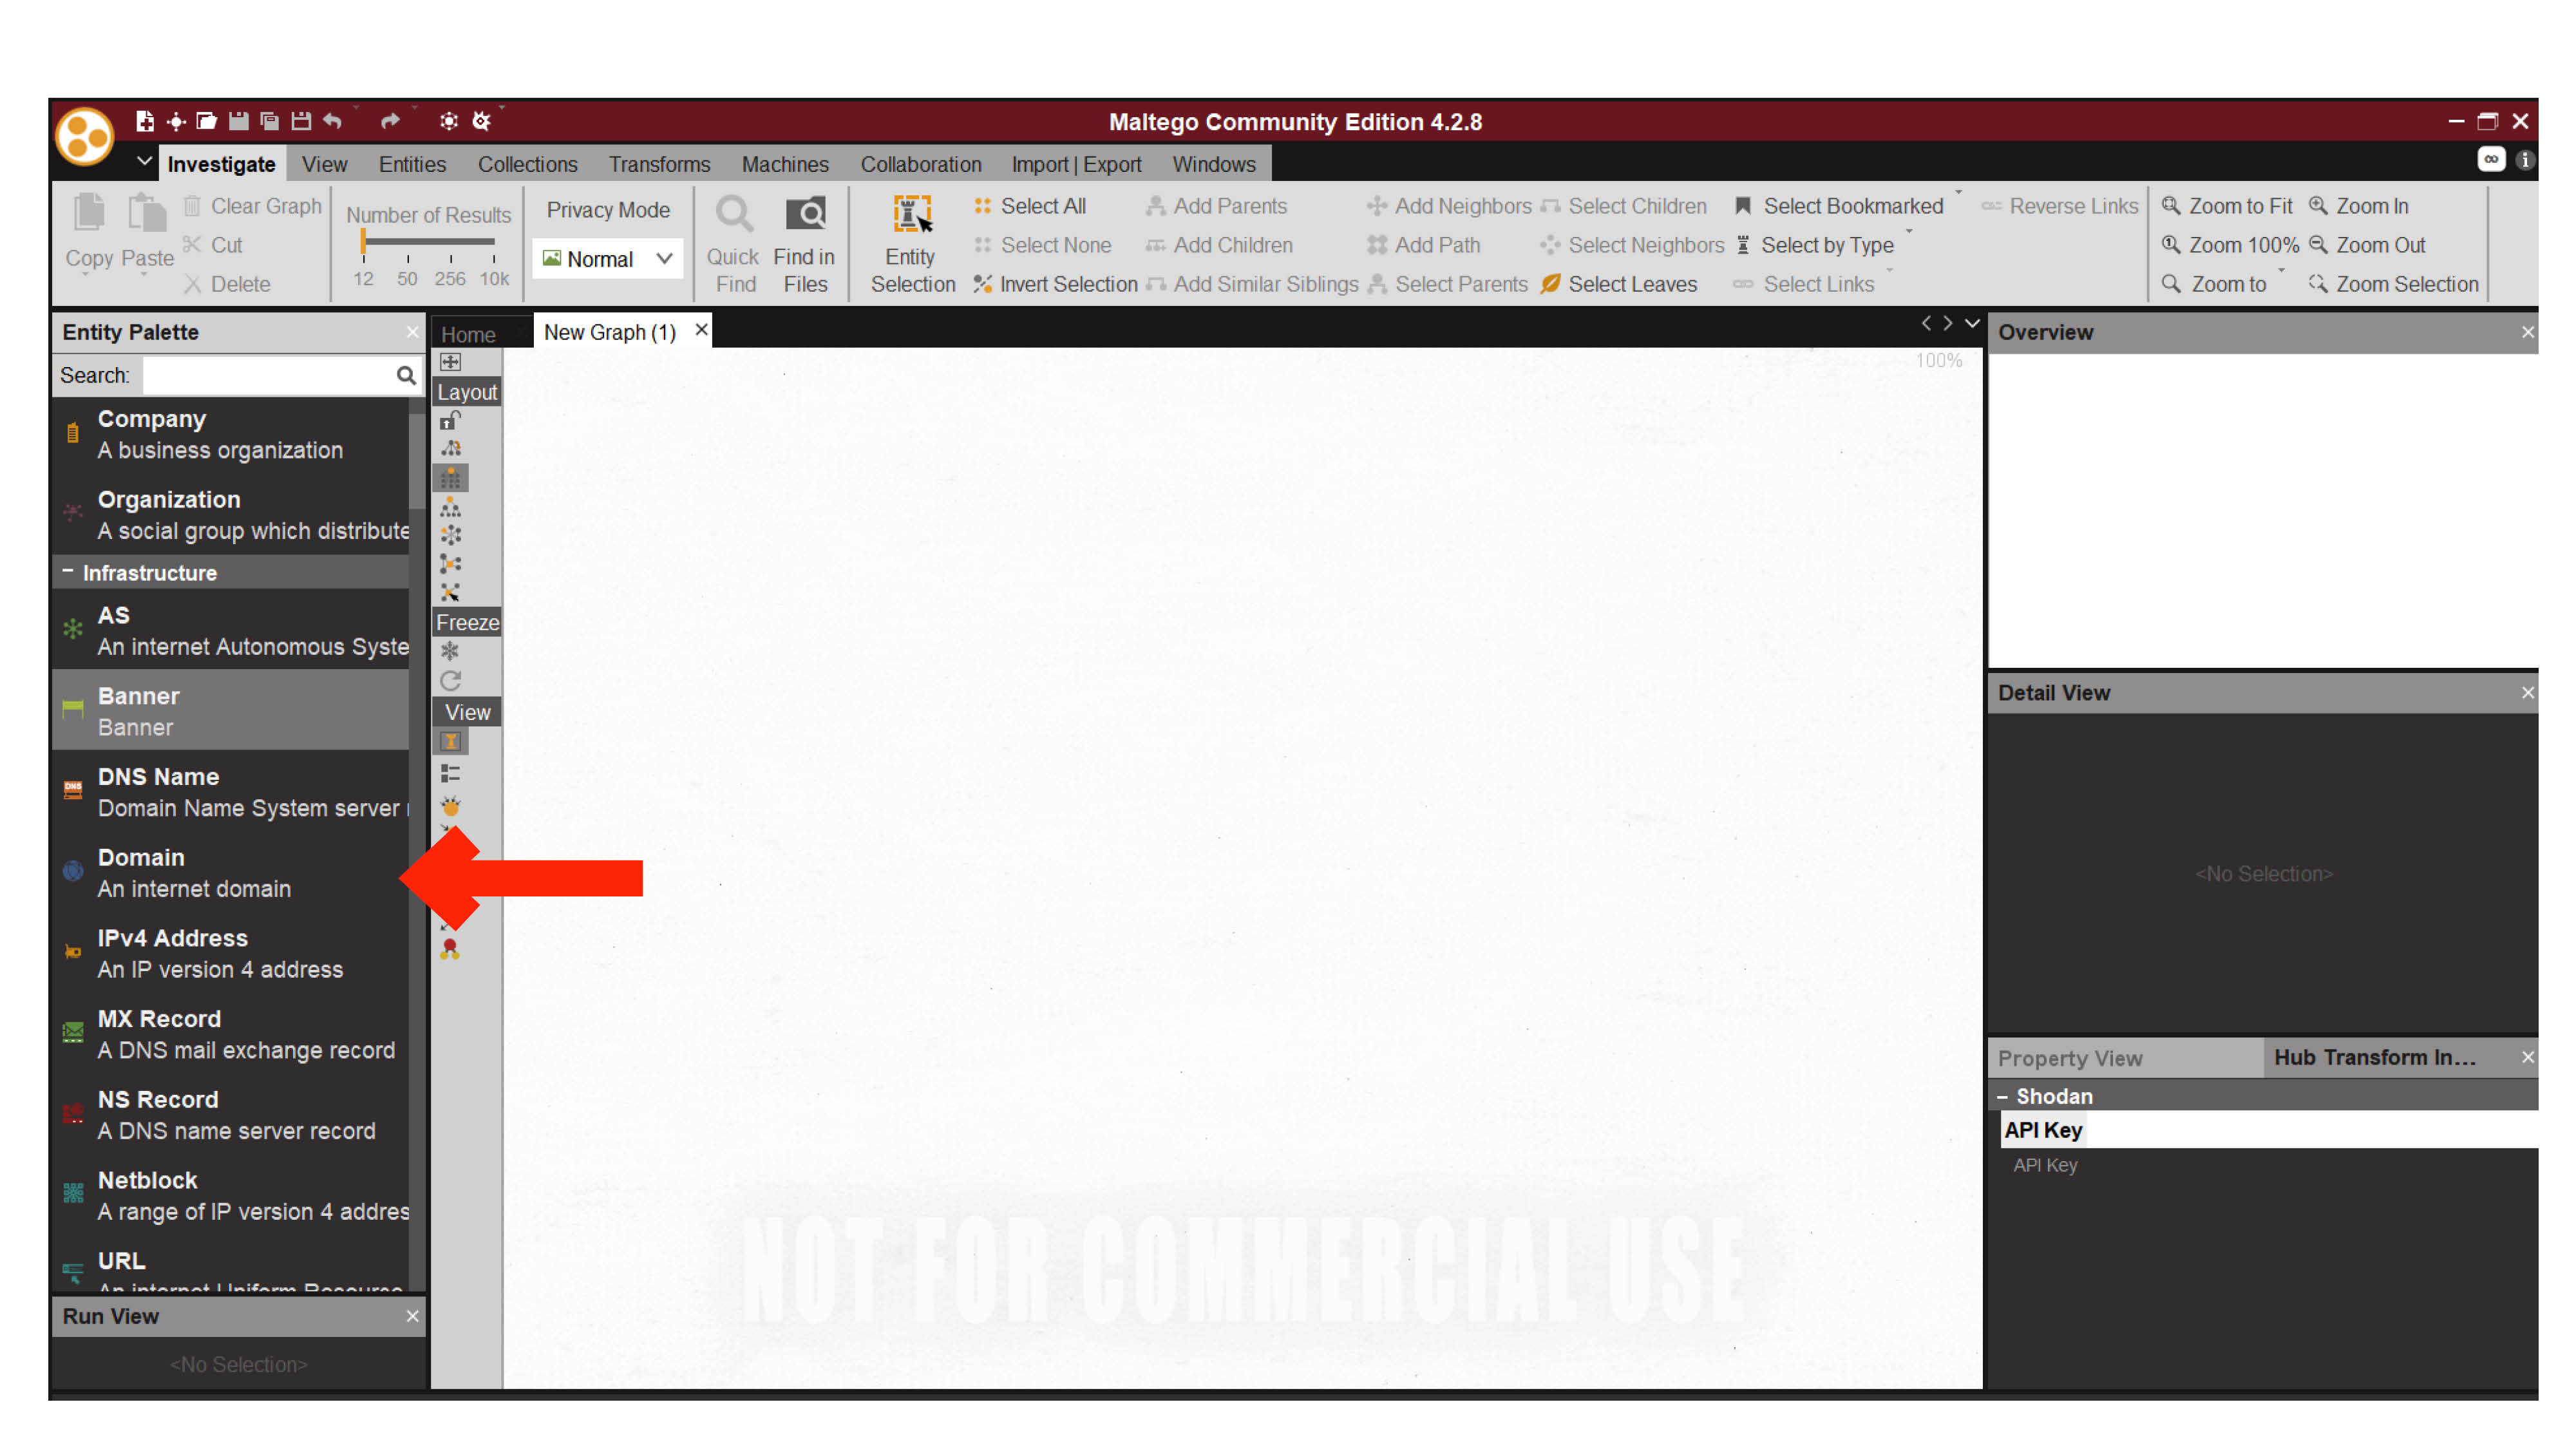 Maltego Community Edition 4.2.8
Investigate View Entities Collections Transforms Machines Collaboration Import | Export Windows
Clear Graph
Cut
Delete
Copy Paste
Number of Results
12 50 256 10k
Privacy Mode
Normal
Quick Find
Find in Files
Entity Selection
Select All
Select None
Invert Selection
Add Parents
Add Children
Add Similar Siblings
Add Neighbors
Add Path
Select Parents
Select Children
Select Neighbors
Select Leaves
Select Bookmarked
Select by Type
Select Links
Reverse Links
Zoom to Fit
Zoom 100%
Zoom to
Zoom In
Zoom Out
Zoom Selection
Entity Palette
Search:
Company
A business organization
Organization
A social group which distribute
Infrastructure
AS
An internet Autonomous Syste
Banner
Banner
DNS Name
Domain Name System server
Domain
An internet domain
IPv4 Address
An IP version 4 address
MX Record
A DNS mail exchange record
NS Record
A DNS name server record
Netblock
A range of IP version 4 addres
URL
An internet Uniform Resource
Run View
<No Selection>
Home
New Graph (1)
Layout
Freeze
View
100%
NOT FOR COMMERCIAL USE
Overview
Detail View
<No Selection>
Property View
Hub Transform In...
Shodan
API Key
API Key